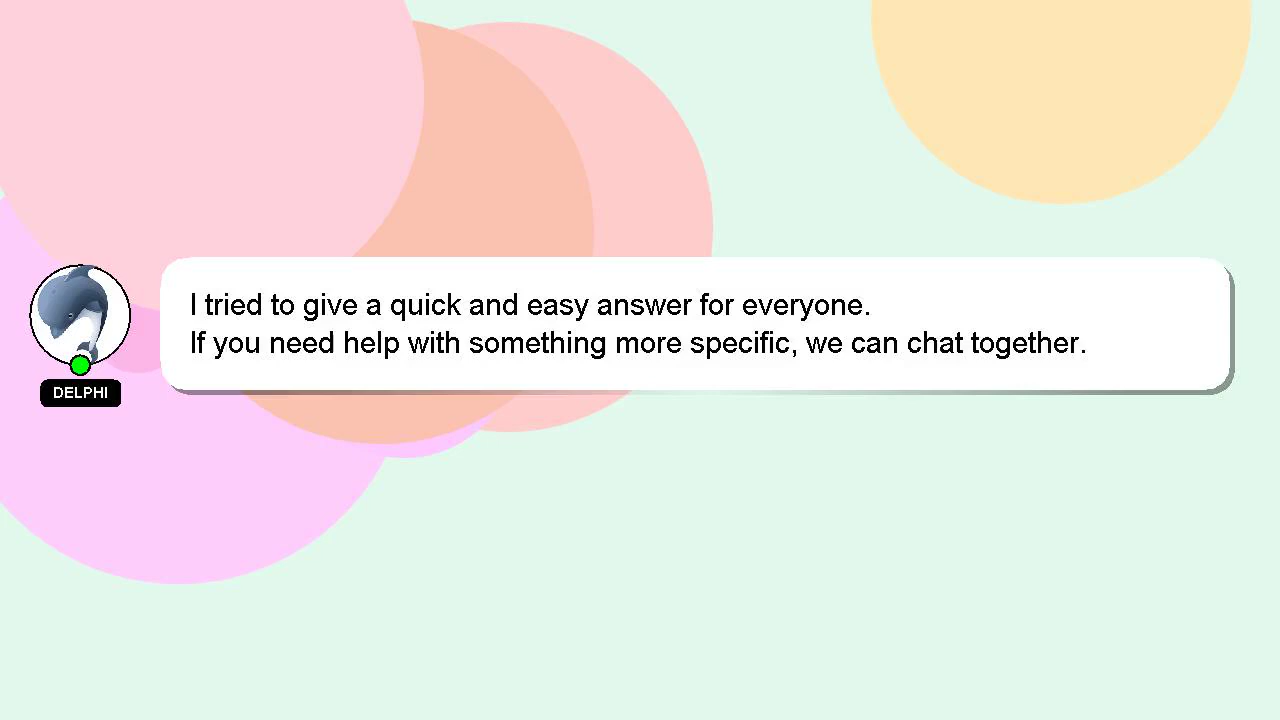 I tried to give a quick and easy answer for everyone.
If you need help with something more specific, we can chat together.
DELPHI